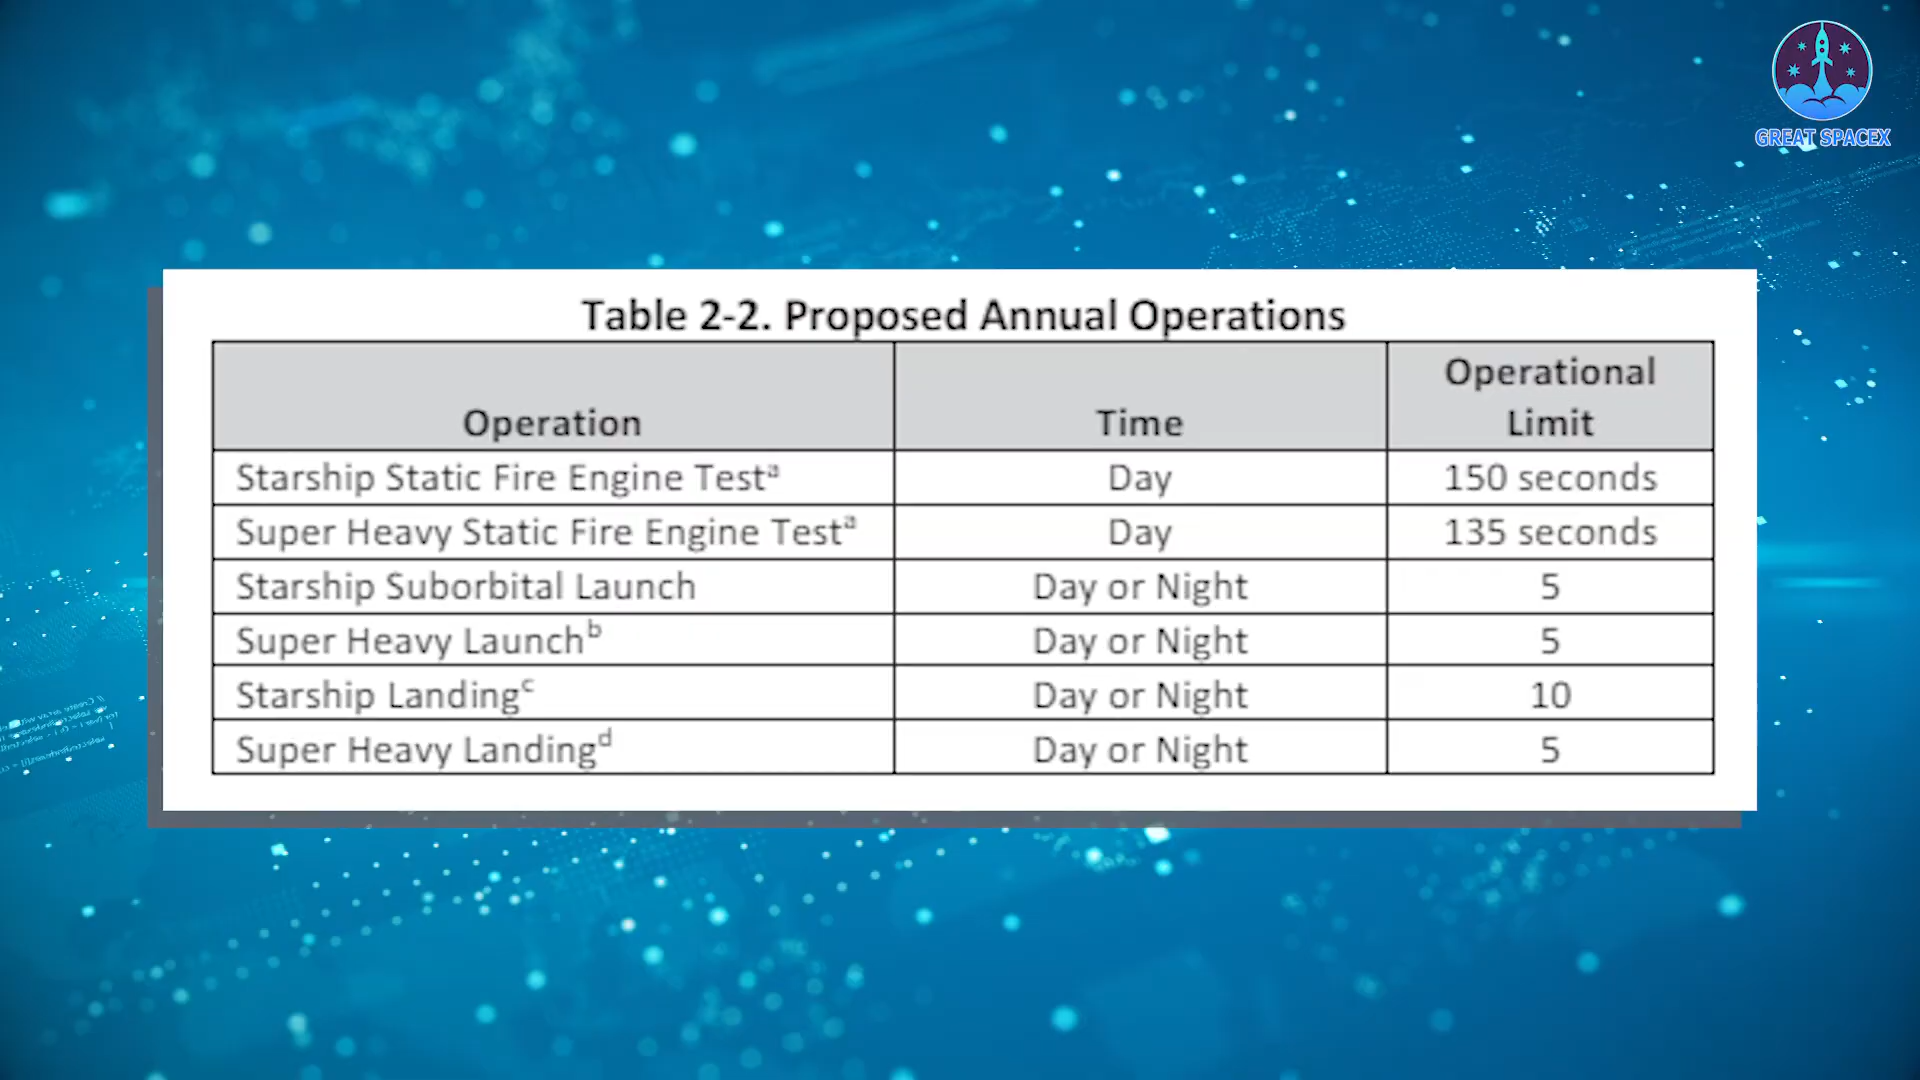 GREAT SPACEX
Table 2-2. Proposed Annual Operations
Operation Time Operational Limit
Starship Static Fire Engine Testᵃ Day 150 seconds
Super Heavy Static Fire Engine Testᵃ Day 135 seconds
Starship Suborbital Launch Day or Night 5
Super Heavy Launchᵇ Day or Night 5
Starship Landingᶜ Day or Night 10
Super Heavy Landingᵈ Day or Night 5